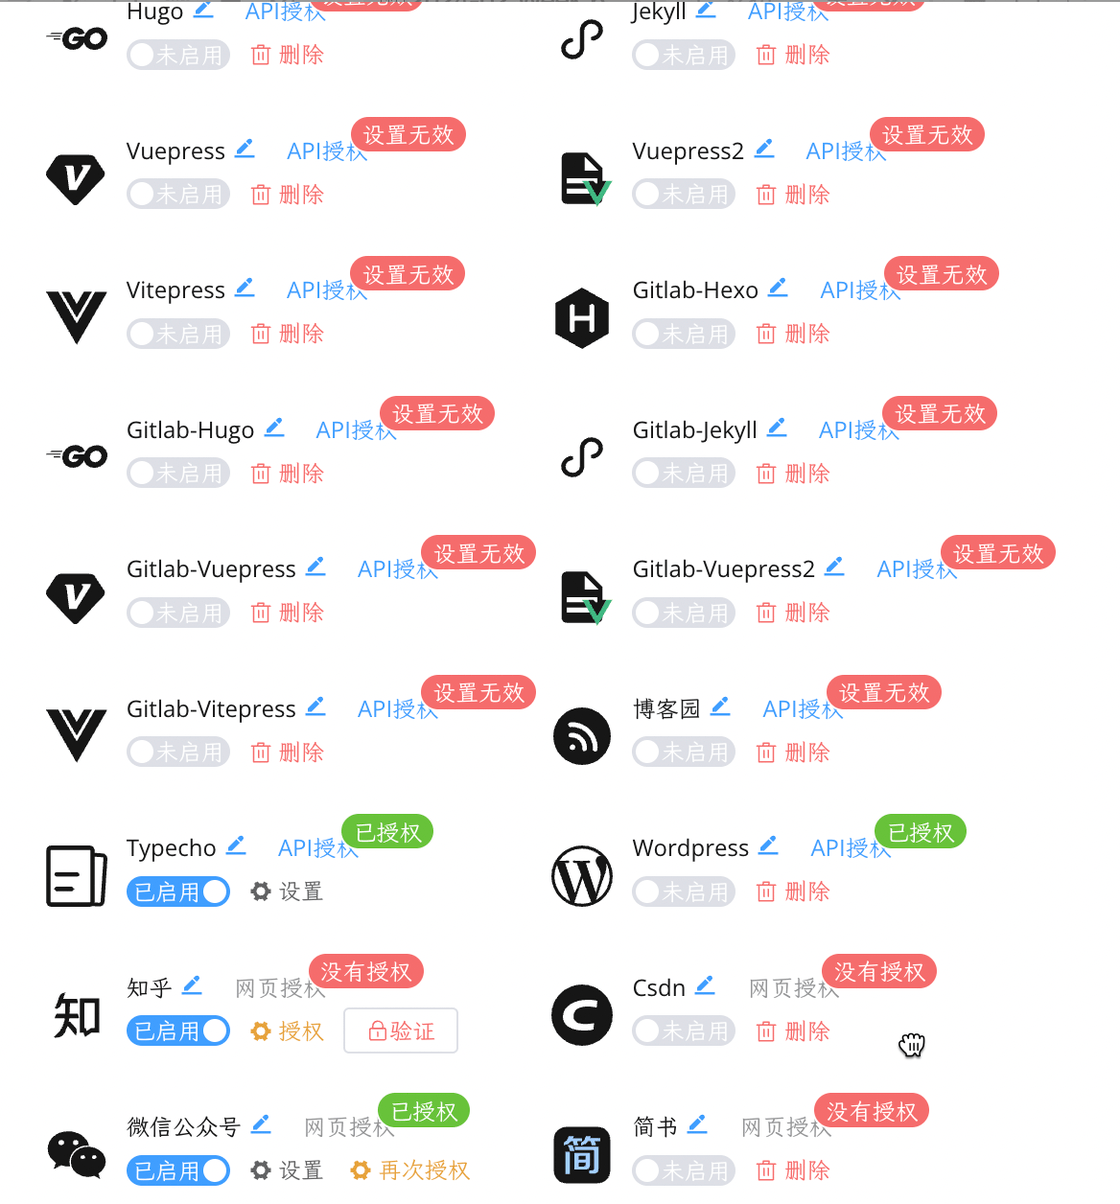 Hugo API授权
GO
未启用 删除
Jekyll API授权
未启用 删除
设置无效
Vuepress API授权
V
未启用 删除
设置无效
Vuepress2 API授权
未启用 删除
设置无效
Vitepress API授权
未启用 删除
设置无效
Gitlab-Hexo API授权
H
未启用 删除
设置无效
Gitlab-Hugo API授权
GO
未启用 删除
设置无效
Gitlab-Jekyll API授权
未启用 删除
设置无效
Gitlab-Vuepress API授权
V
未启用 删除
设置无效
Gitlab-Vuepress2 API授权
未启用 删除
设置无效
Gitlab-Vitepress API授权
未启用 删除
设置无效
博客园 API授权
未启用 删除
已授权
Typecho API授权
已启用 设置
已授权
Wordpress API授权
W
未启用 删除
没有授权
知乎 网页授权
知
已启用 授权 验证
没有授权
Csdn 网页授权
C
未启用 删除
已授权
微信公众号 网页授权
已启用 设置 再次授权
没有授权
简书 网页授权
简
未启用 删除